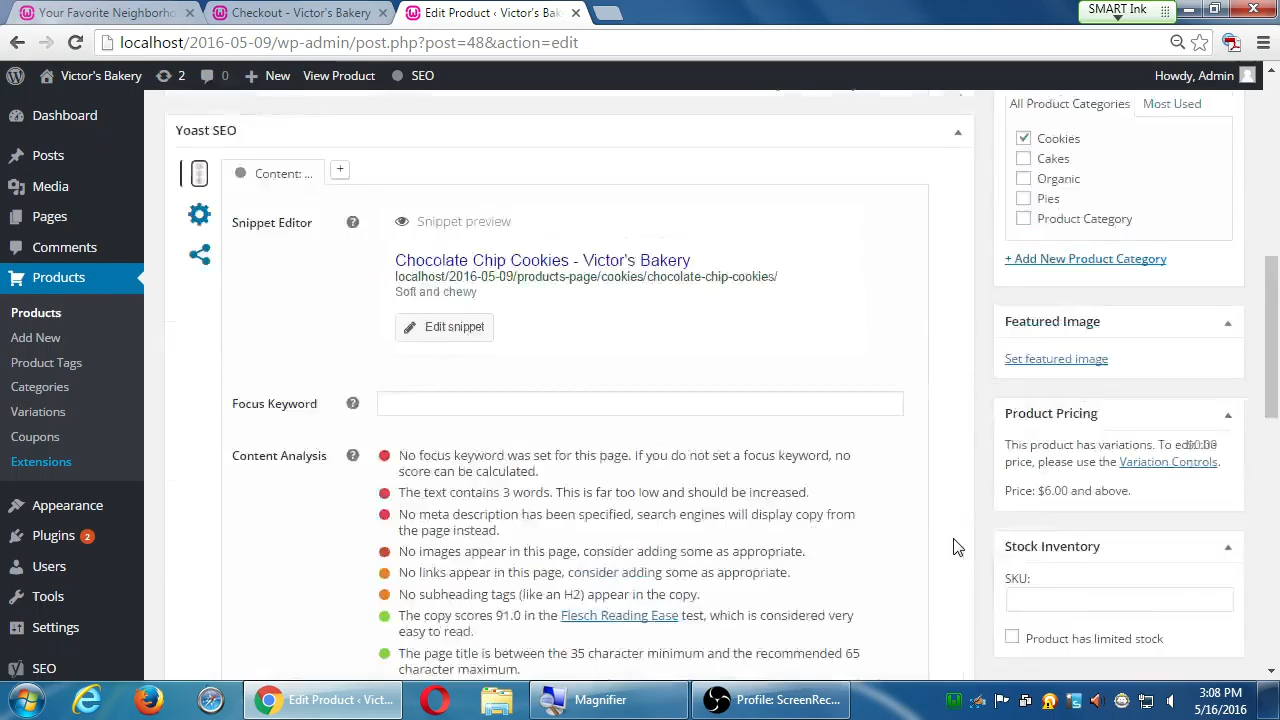 Your Favorite Neighborho
Checkout - Victor's Bakery
Edit Product ‹ Victor's Bak
SMART Ink
localhost/2016-05-09/wp-admin/post.php?post=48&action=edit
Victor's Bakery
2
0
New
View Product
SEO
Howdy, Admin
Dashboard
Posts
Media
Pages
Comments
Products
Products
Add New
Product Tags
Categories
Variations
Coupons
Extensions
Appearance
Plugins 2
Users
Tools
Settings
SEO
Yoast SEO
Content: ...
+
Snippet Editor
Snippet preview
Chocolate Chip Cookies - Victor's Bakery
localhost/2016-05-09/products-page/cookies/chocolate-chip-cookies/
Soft and chewy
Edit snippet
Focus Keyword
Content Analysis
No focus keyword was set for this page. If you do not set a focus keyword, no
score can be calculated.
The text contains 3 words. This is far too low and should be increased.
No meta description has been specified, search engines will display copy from
the page instead.
No images appear in this page, consider adding some as appropriate.
No links appear in this page, consider adding some as appropriate.
No subheading tags (like an H2) appear in the copy.
The copy scores 91.0 in the Flesch Reading Ease test, which is considered very
easy to read.
The page title is between the 35 character minimum and the recommended 65
character maximum.
All Product Categories
Most Used
Cookies
Cakes
Organic
Pies
Product Category
+ Add New Product Category
Featured Image
Set featured image
Product Pricing
This product has variations. To edit the
price, please use the Variation Controls.
Price: $6.00 and above.
Stock Inventory
SKU:
Product has limited stock
Edit Product ‹ Vict...
Magnifier
Profile: ScreenRec...
3:08 PM
5/16/2016